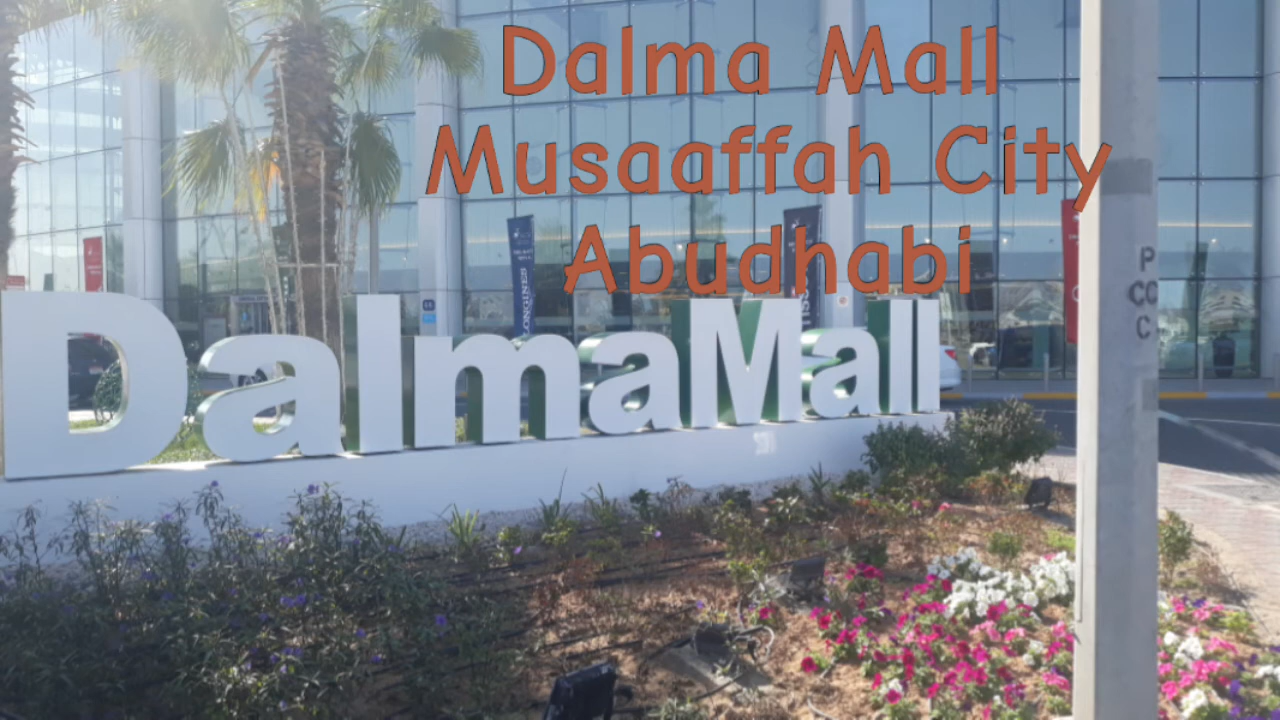 Dalma Mall
Musaaffah City
Abudhabi
LONGINES
DalmaMall
P
CC
C